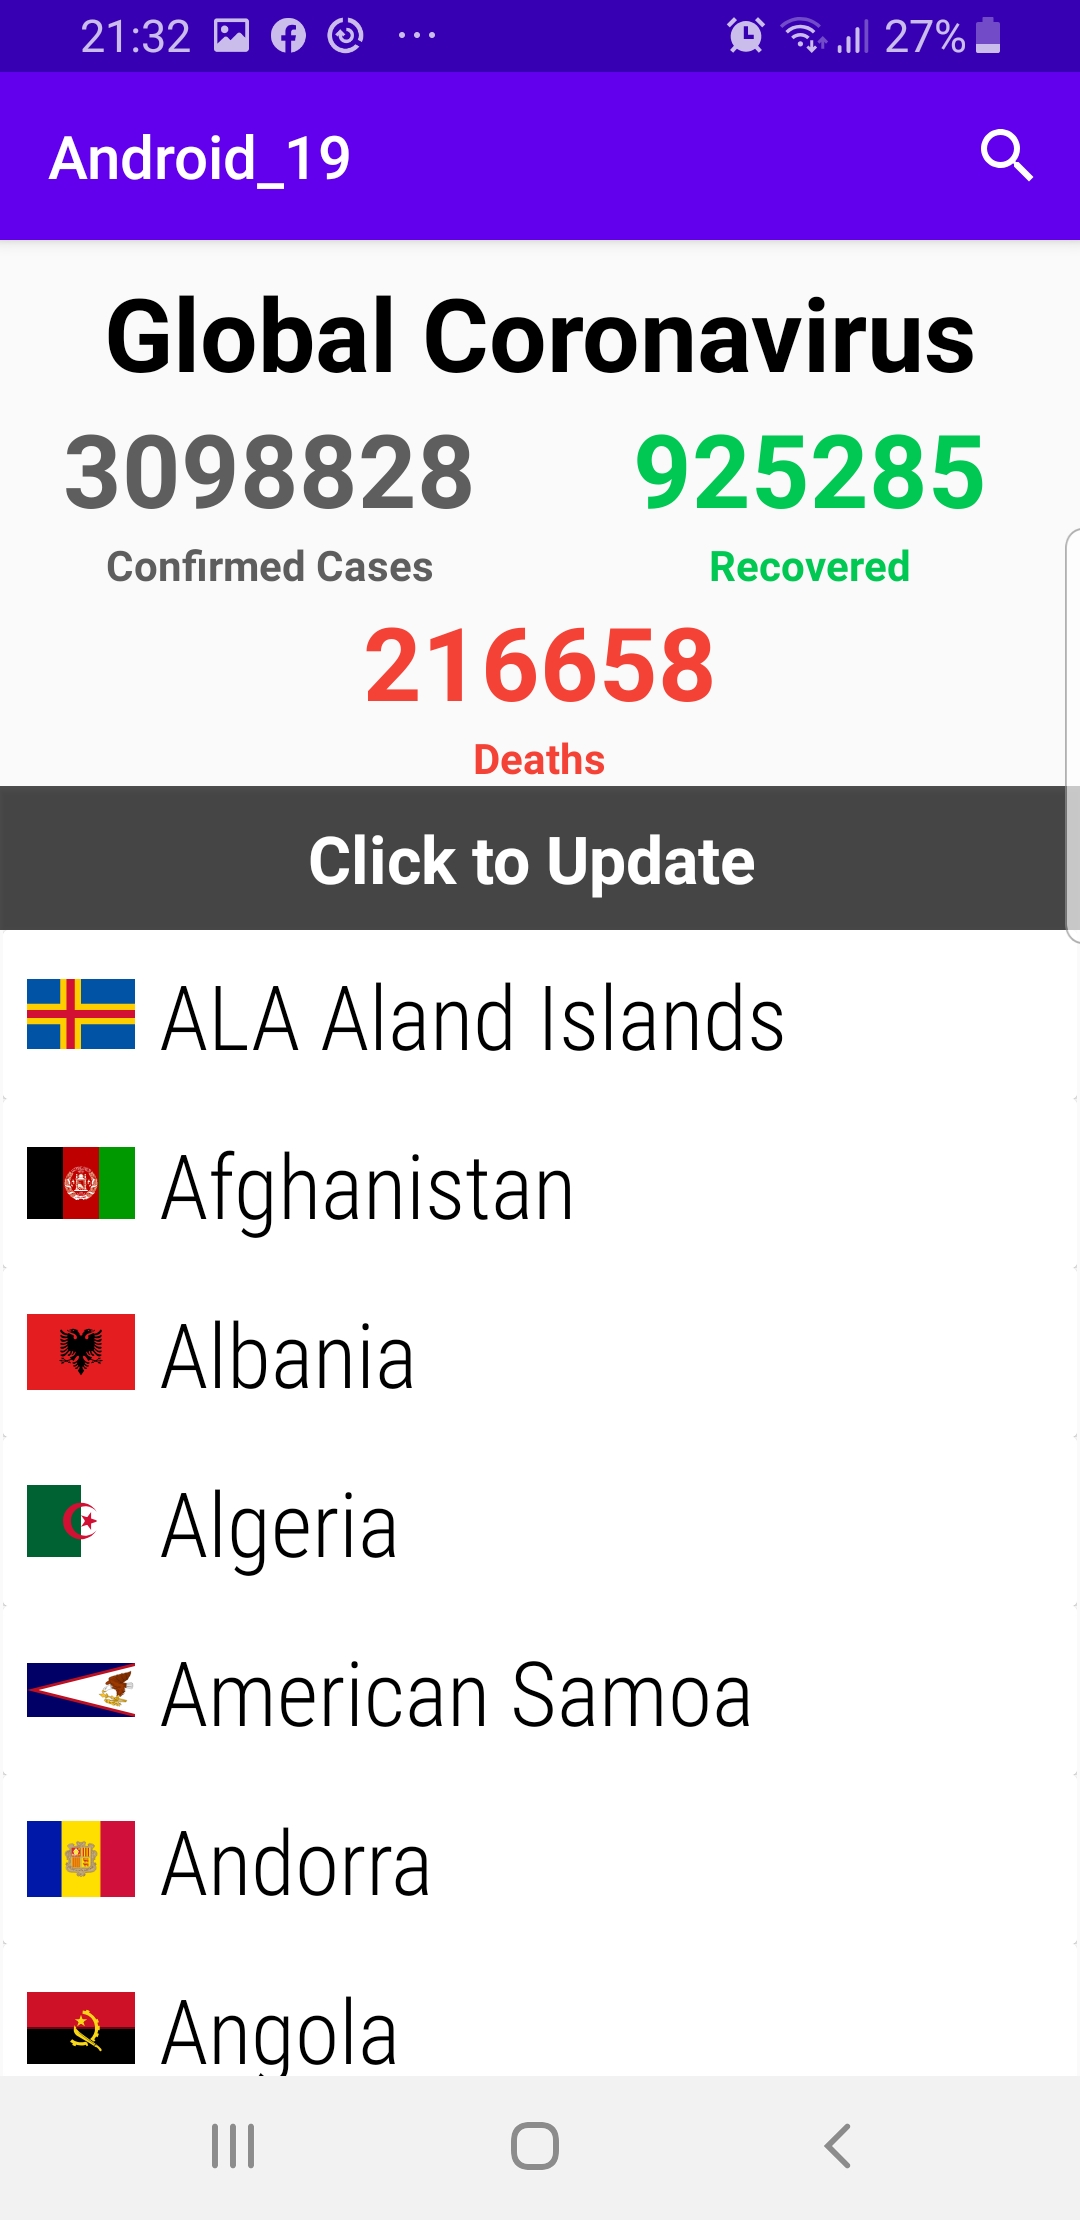 21:32 27%
Android_19
Global Coronavirus
3098828 925285
Confirmed Cases Recovered
216658
Deaths
Click to Update
ALA Aland Islands
Afghanistan
Albania
Algeria
American Samoa
Andorra
Angola